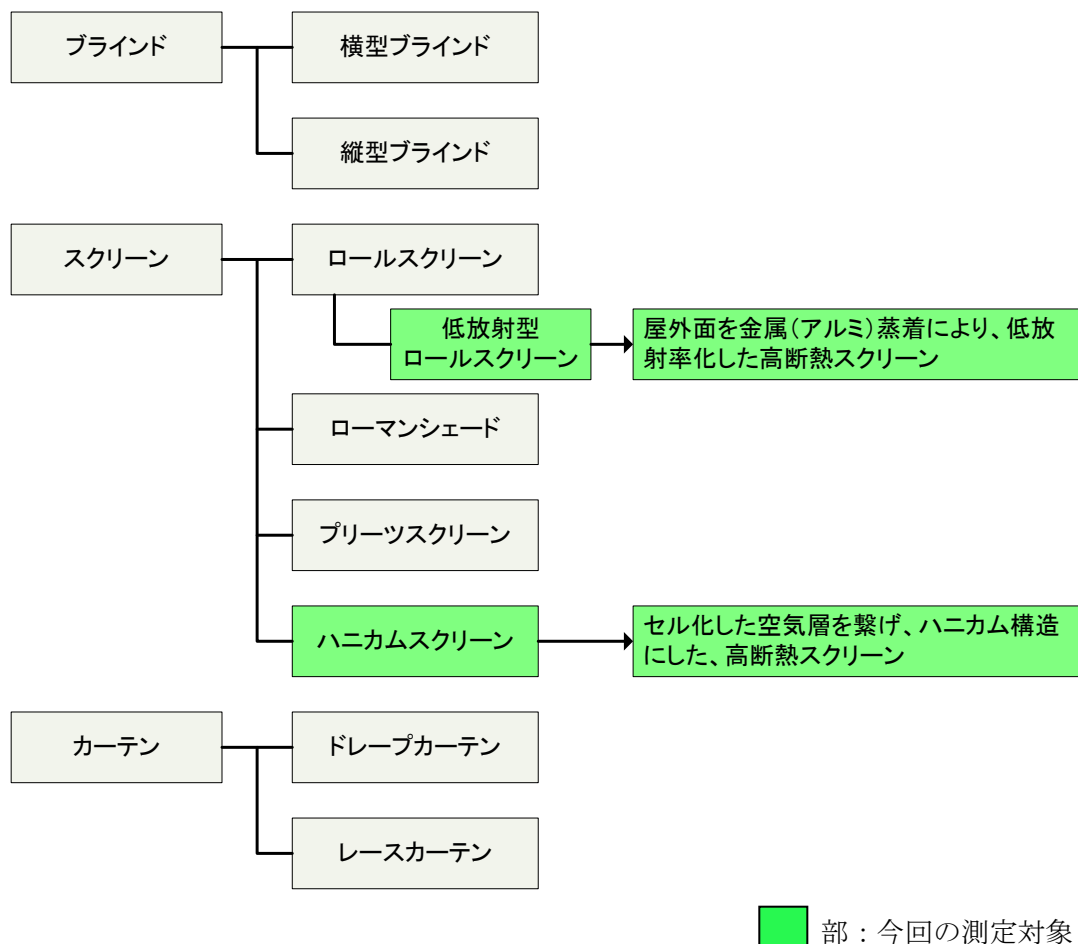 ブラインド
横型ブラインド
縦型ブラインド
スクリーン
ロールスクリーン
低放射型
ロールスクリーン
屋外面を金属（アルミ）蒸着により、低放
射率化した高断熱スクリーン
ローマンシェード
プリーツスクリーン
ハニカムスクリーン
セル化した空気層を繋げ、ハニカム構造
にした、高断熱スクリーン
カーテン
ドレープカーテン
レースカーテン
部：今回の測定対象